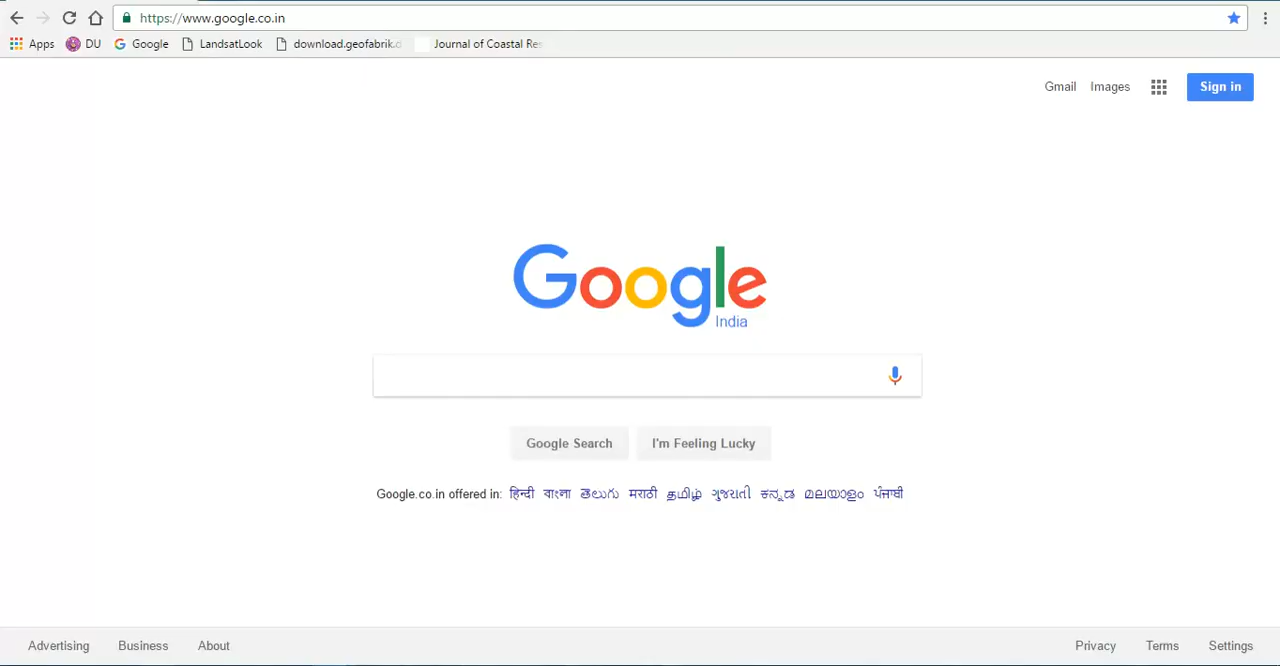 https://www.google.co.in
Apps DU Google LandsatLook download.geofabrik.d Journal of Coastal Res
Gmail Images Sign in
Google
India
Google Search I'm Feeling Lucky
Google.co.in offered in: हिन्दी বাংলা తెలుగు मराठी தமிழ் ગુજરાતી ಕನ್ನಡ മലയാളം ਪੰਜਾਬੀ
Advertising Business About Privacy Terms Settings